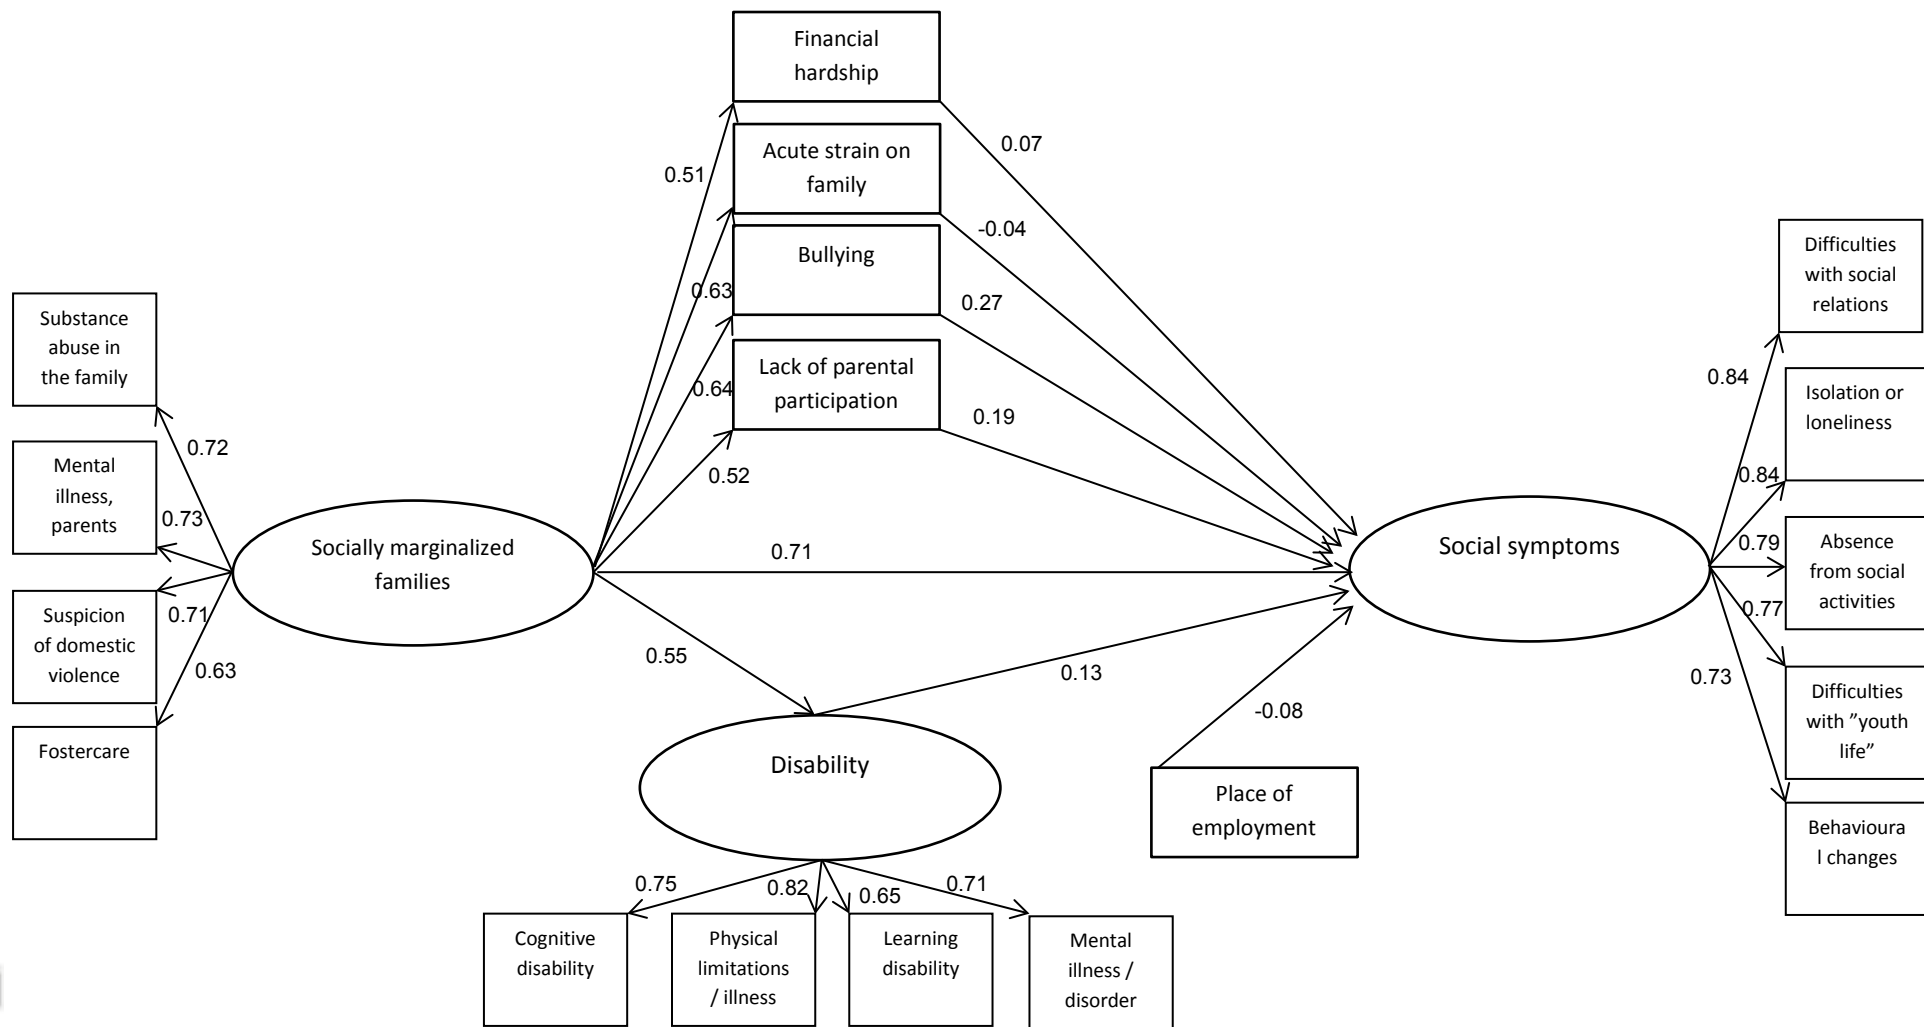 Financial
hardship
0.07
0.51
Acute strain on
family
-0.04
Bullying
0.63
0.27
Lack of parental
participation
0.64
0.19
0.52
Substance
abuse in
the family
0.72
Mental
illness,
parents
0.73
Suspicion
of domestic
violence
0.71
0.63
Fostercare
Socially marginalized
families
0.71
0.55
0.13
-0.08
Social symptoms
Disability
Place of
employment
0.75
0.82
0.65
0.71
Cognitive
disability
Physical
limitations
/ illness
Learning
disability
Mental
illness /
disorder
Difficulties
with social
relations
0.84
Isolation or
loneliness
0.84
0.79
Absence
from social
activities
0.77
0.73
Difficulties
with ”youth
life”
Behavioura
l changes